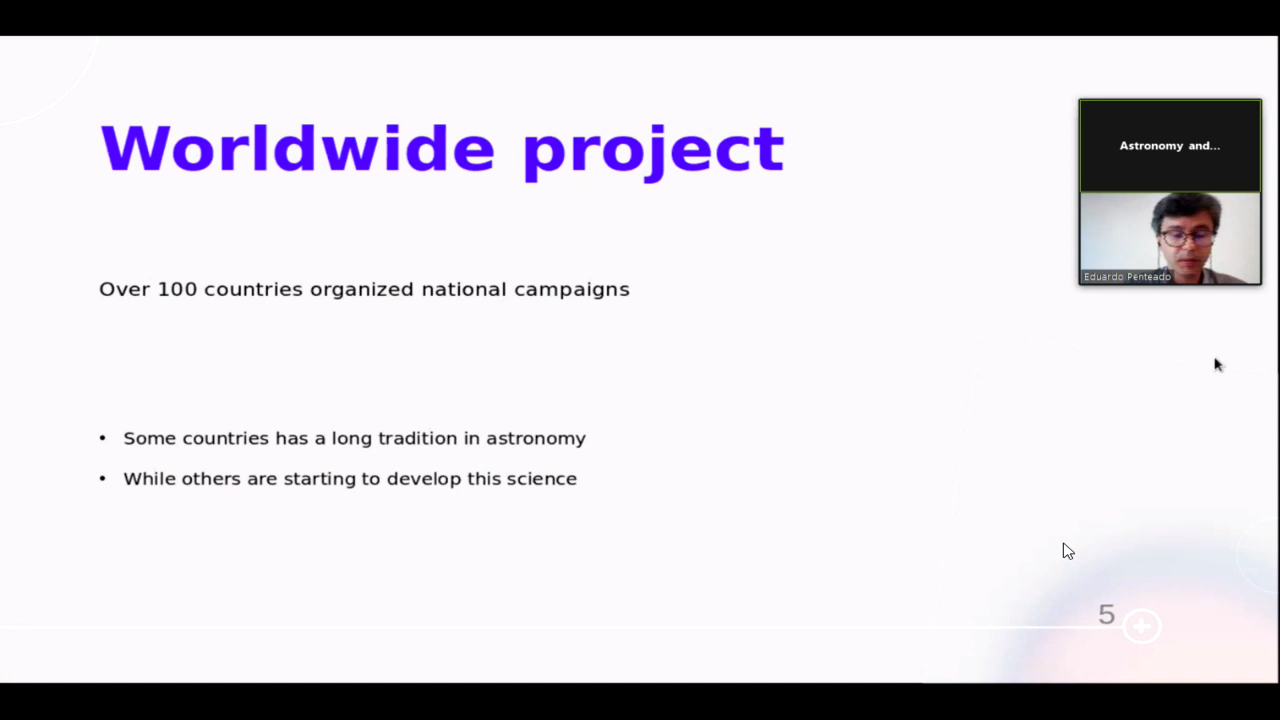 Worldwide project
Astronomy and...
Eduardo Penteado
Over 100 countries organized national campaigns
• Some countries has a long tradition in astronomy
• While others are starting to develop this science
5